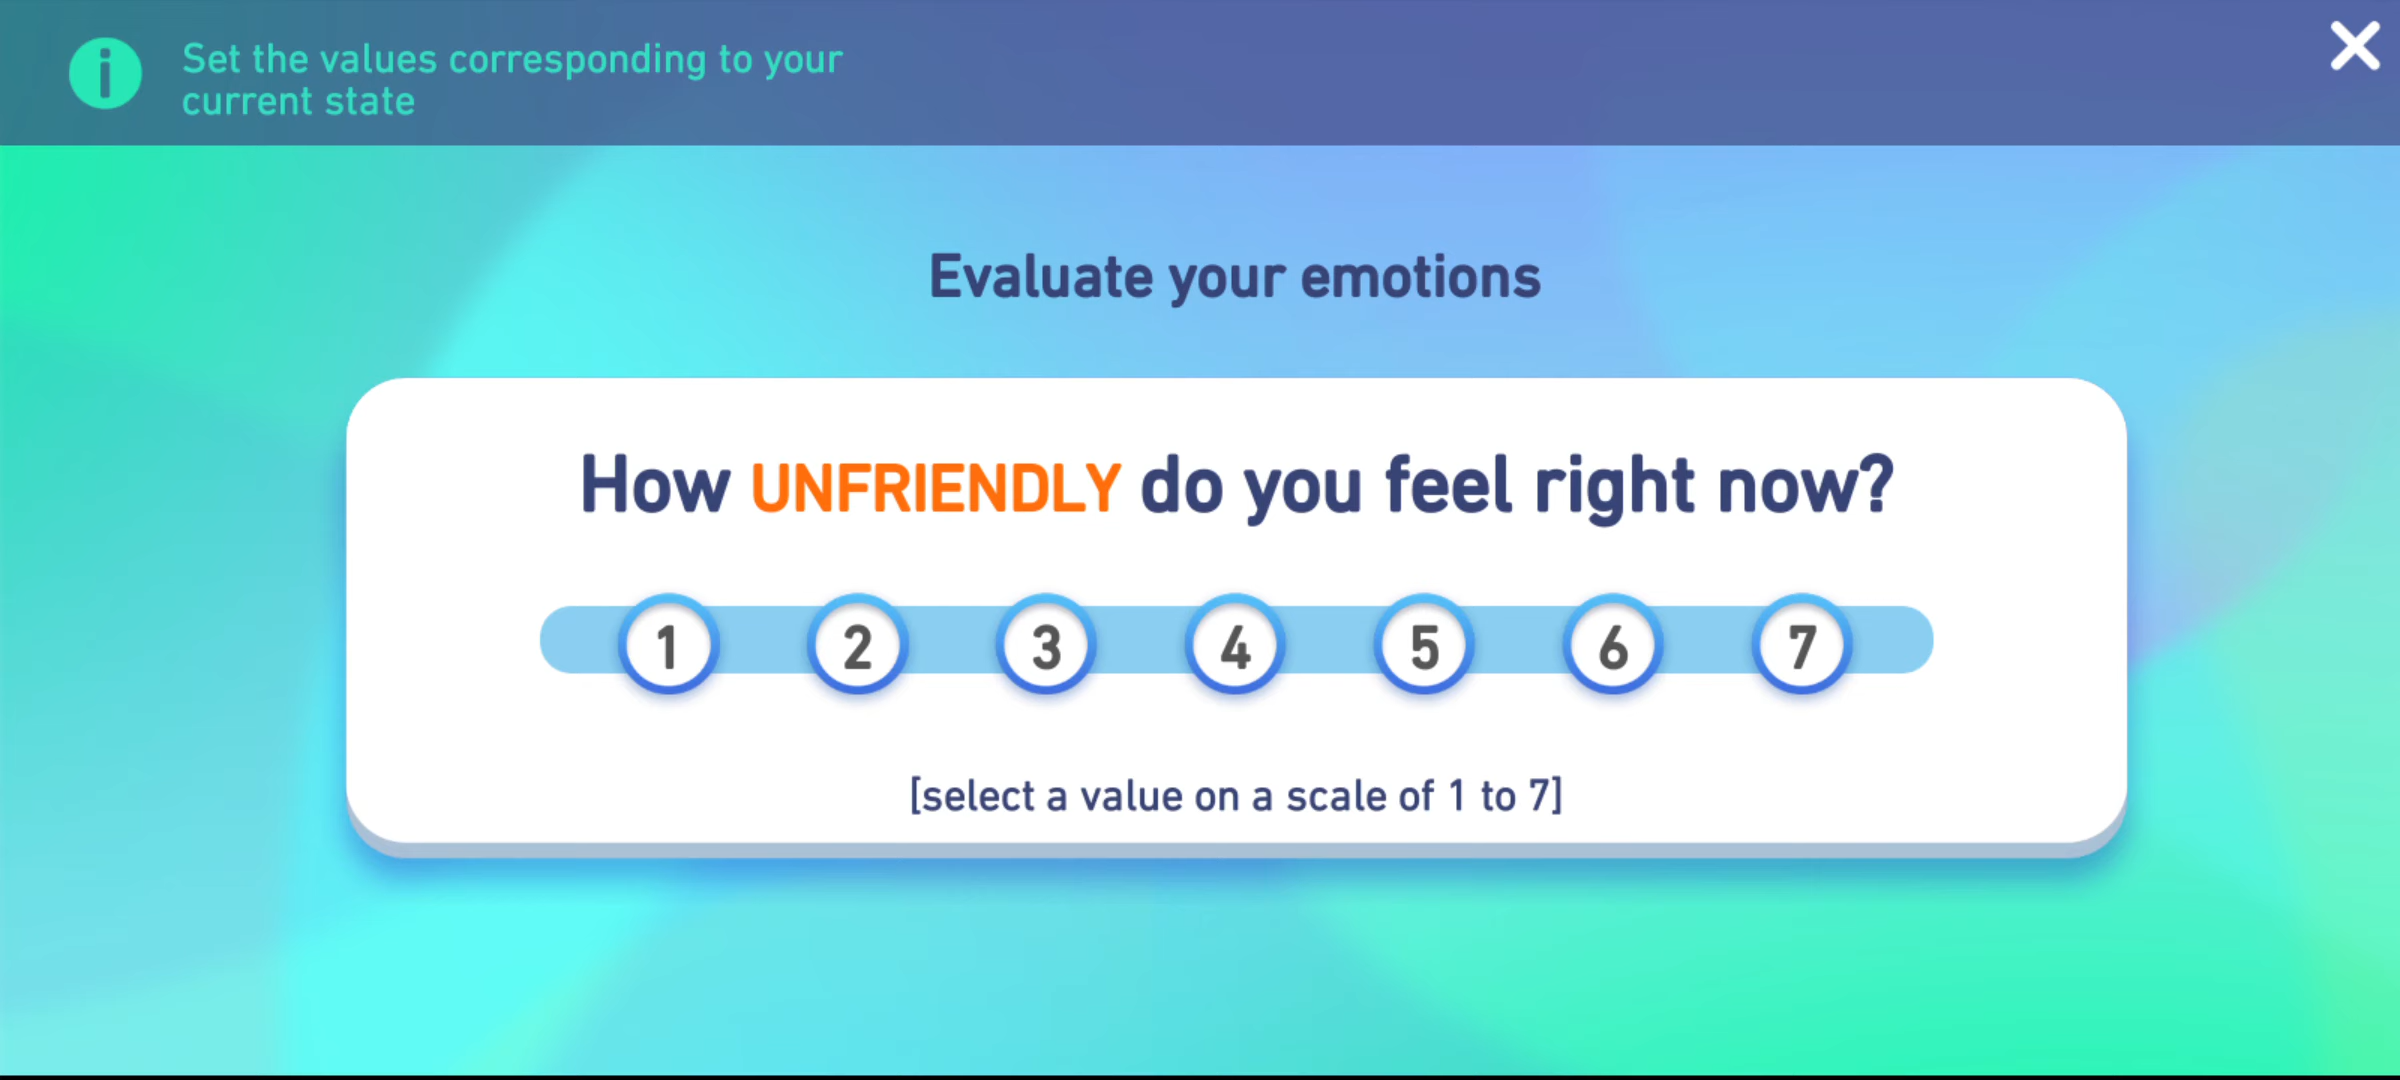 Set the values corresponding to your
current state
Evaluate your emotions
How UNFRIENDLY do you feel right now?
1 2 3 4 5 6 7
[select a value on a scale of 1 to 7]